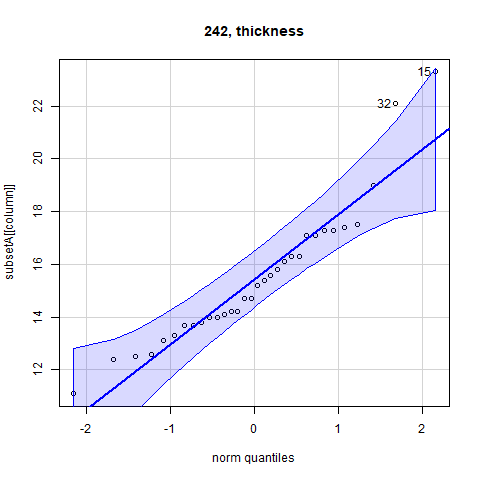 242, thickness
15
32
22
20
18
16
14
12
subsetA[[column]]
-2 -1 0 1 2
norm quantiles